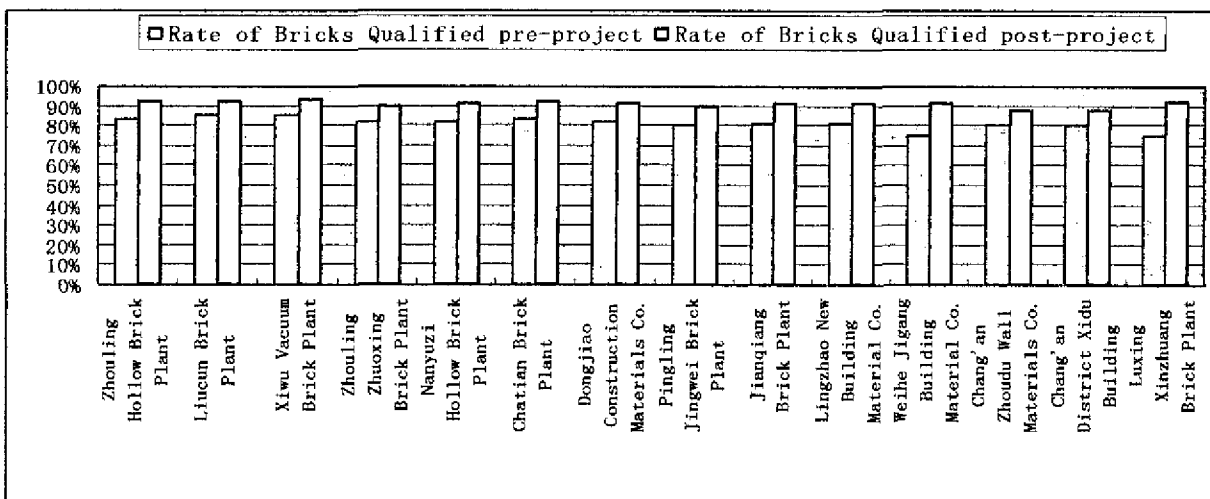 Rate of Bricks Qualified pre-project Rate of Bricks Qualified post-project
100%
90%
80%
70%
60%
50%
40%
30%
20%
10%
0%
Zhouling
Hollow Brick
Plant
Liucun Brick
Plant
Xiwu Vacuum
Brick Plant
Zhouling
Zhuoxing
Brick Plant
Nanyuzi
Hollow Brick
Plant
Chatian Brick
Plant
Dongjiao
Construction
Materials Co.
Pingling
Jingwei Brick
Plant
Jianqiang
Brick Plant
Lingzhao New
Building
Material Co.
Weihe Jigang
Building
Material Co.
Chang'an
Zhoudu Wall
Materials Co.
Chang'an
District Xidu
Building
Luxing
Xinzhuang
Brick Plant